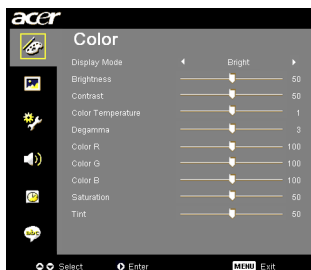 acer
Color
Display Mode Bright
Brightness 50
Contrast 50
Color Temperature 1
Degamma 3
Color R 100
Color G 100
Color B 100
Saturation 50
Tint 50
abc
Select Enter MENU Exit